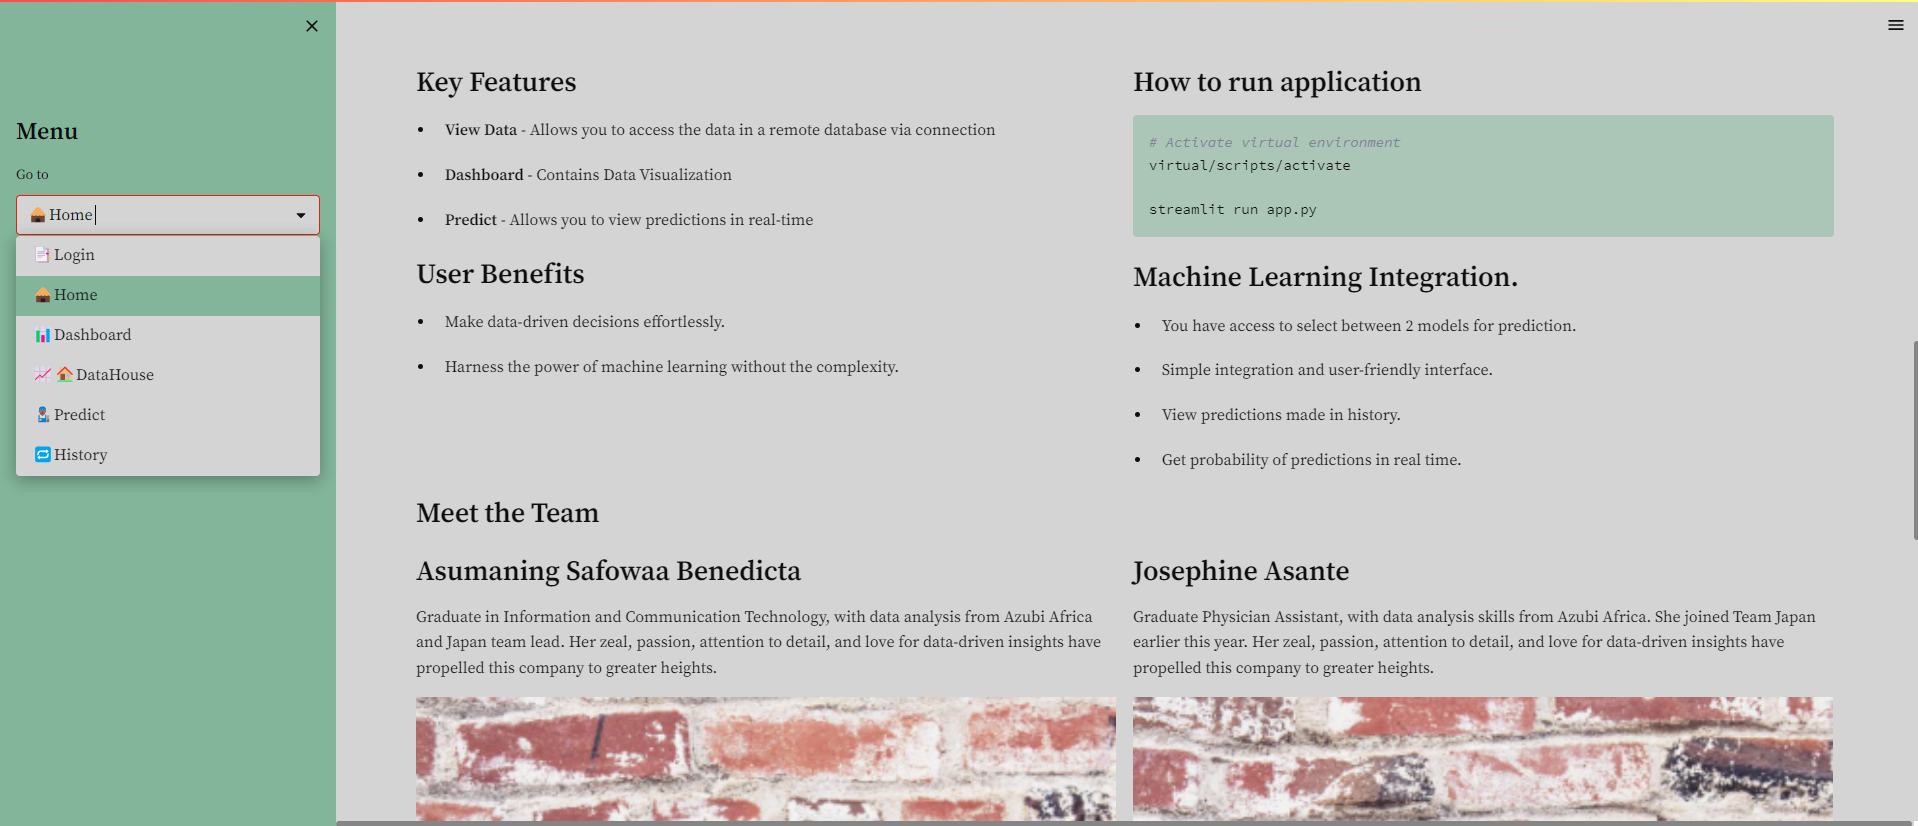 Menu
Go to
Home
Login
Home
Dashboard
DataHouse
Predict
History
Key Features
View Data - Allows you to access the data in a remote database via connection
Dashboard - Contains Data Visualization
Predict - Allows you to view predictions in real-time
User Benefits
Make data-driven decisions effortlessly.
Harness the power of machine learning without the complexity.
How to run application
# Activate virtual environment
virtual/scripts/activate
streamlit run app.py
Machine Learning Integration.
You have access to select between 2 models for prediction.
Simple integration and user-friendly interface.
View predictions made in history.
Get probability of predictions in real time.
Meet the Team
Asumaning Safowaa Benedicta
Graduate in Information and Communication Technology, with data analysis from Azubi Africa
and Japan team lead. Her zeal, passion, attention to detail, and love for data-driven insights have
propelled this company to greater heights.
Josephine Asante
Graduate Physician Assistant, with data analysis skills from Azubi Africa. She joined Team Japan
earlier this year. Her zeal, passion, attention to detail, and love for data-driven insights have
propelled this company to greater heights.